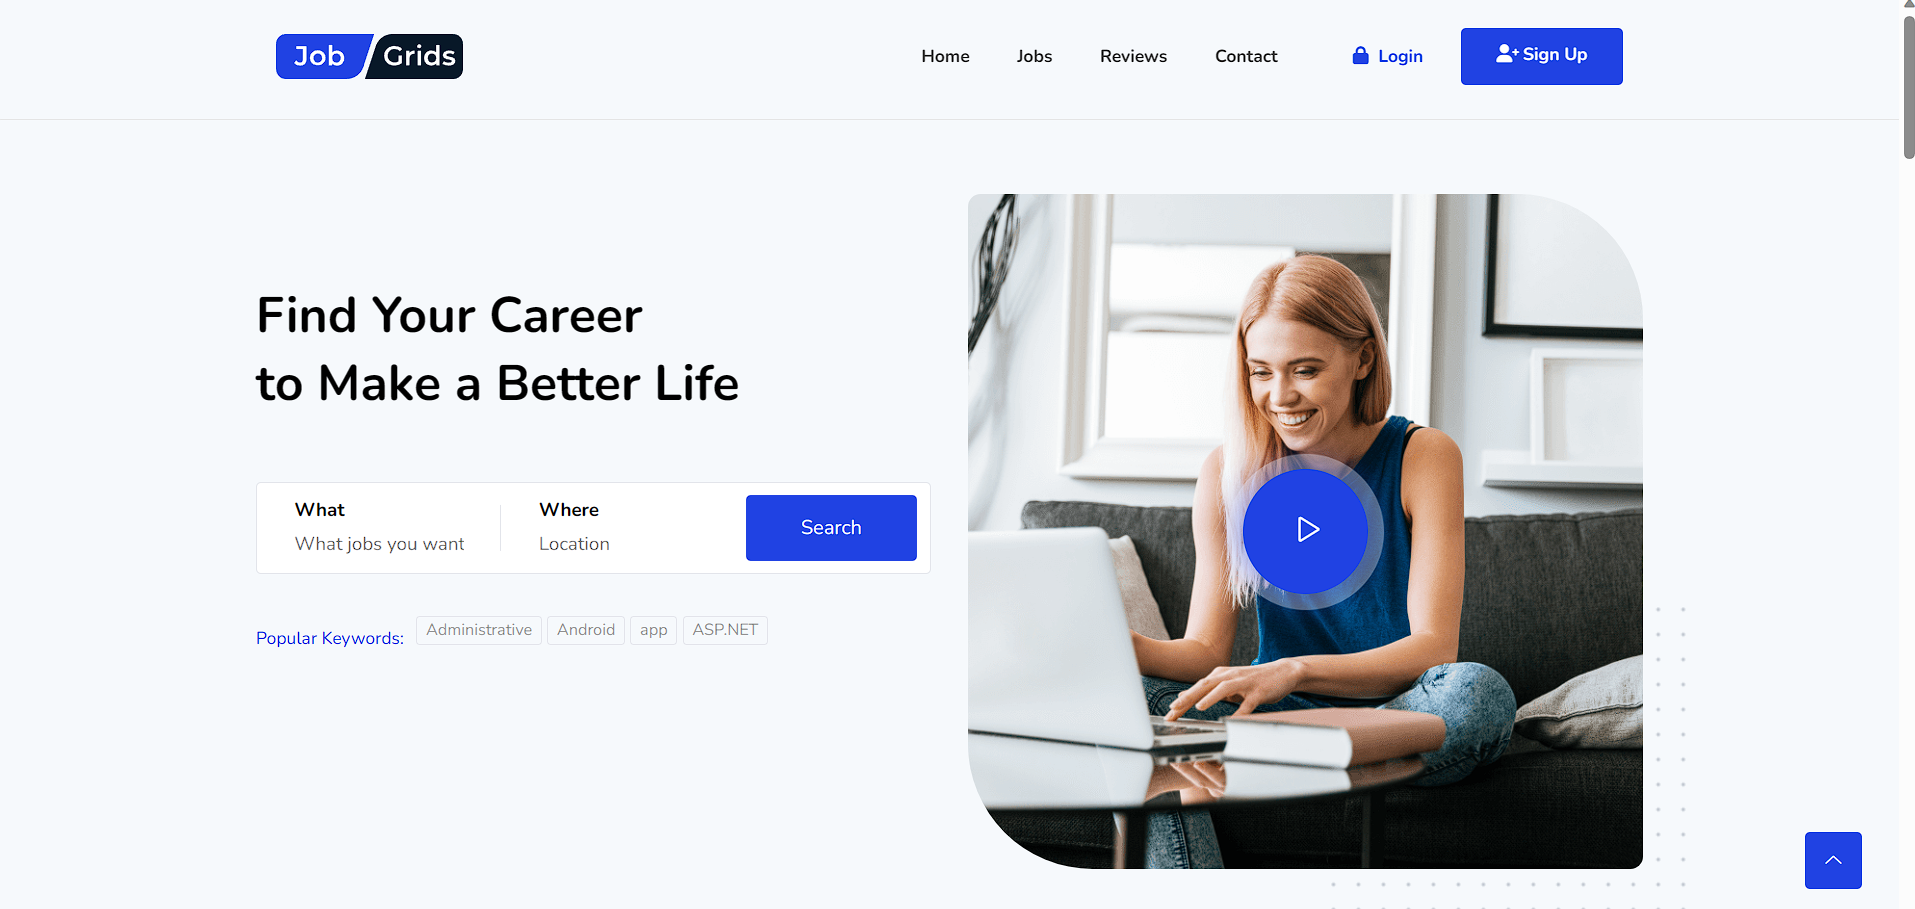 Job Grids
Home Jobs Reviews Contact Login Sign Up
Find Your Career
to Make a Better Life
What
What jobs you want
Where
Location
Search
Popular Keywords: Administrative Android app ASP.NET